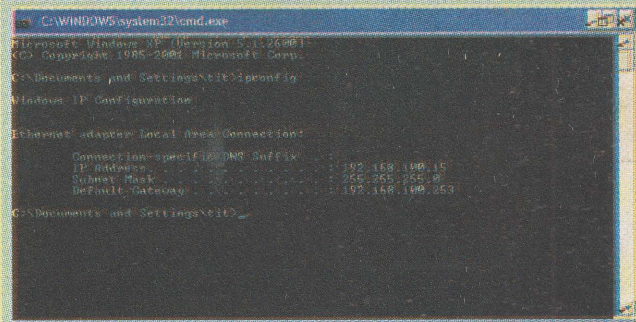 C:\WINDOWS\system32\cmd.exe
Microsoft Windows XP [Version 5.1.2600]
(C) Copyright 1985-2001 Microsoft Corp.
C:\Documents and Settings\tit>ipconfig
Windows IP Configuration
Ethernet adapter Local Area Connection:
Connection-specific DNS Suffix . :
IP Address. . . . . . . . . . . . : 192.168.100.15
Subnet Mask . . . . . . . . . . . : 255.255.255.0
Default Gateway . . . . . . . . . : 192.168.100.253
C:\Documents and Settings\tit>_